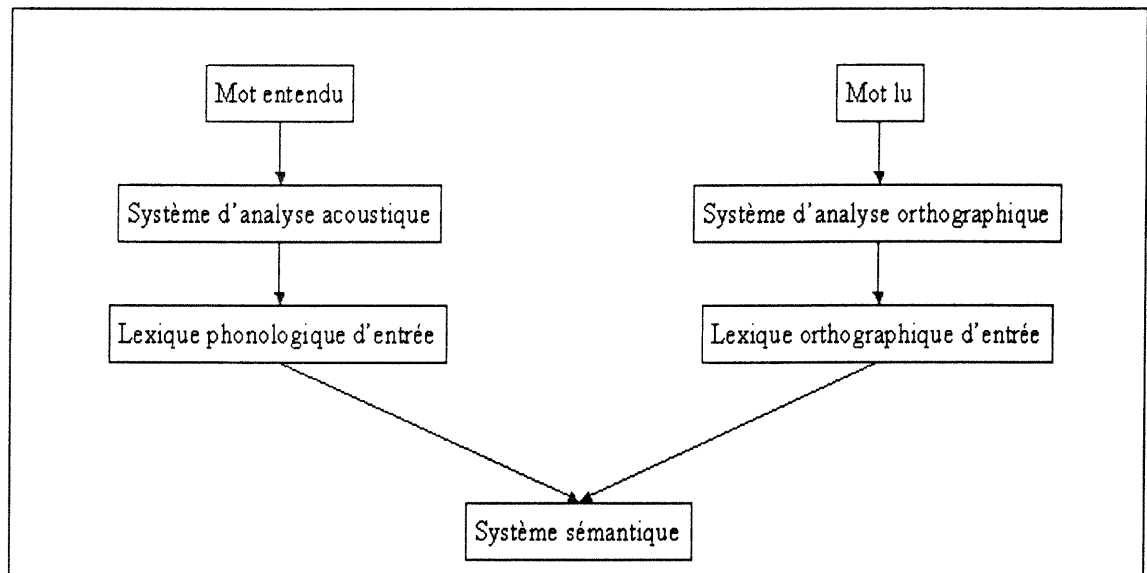 Mot entendu
Mot lu
Système d'analyse acoustique
Système d'analyse orthographique
Lexique phonologique d'entrée
Lexique orthographique d'entrée
Système sémantique